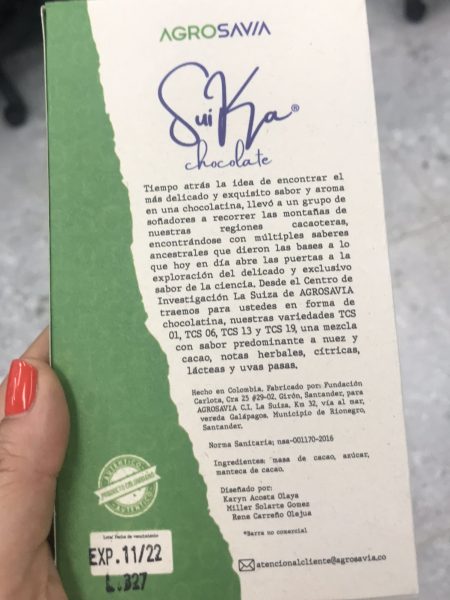 AGROSAVIA
SuiKa®
chocolate
Tiempo atrás la idea de encontrar el
más delicado y exquisito sabor y aroma
en una chocolatina, llevó a un grupo de
soñadores a recorrer las montañas de
nuestras regiones cacaoteras,
encontrándose con múltiples saberes
ancestrales que dieron las bases a lo
que hoy en día abre las puertas a la
exploración del delicado y exclusivo
sabor de la ciencia. Desde el Centro de
Investigación La Suiza de AGROSAVIA
traemos para ustedes en forma de
chocolatina, nuestras variedades TCS
01, TCS 06, TCS 13 y TCS 19, una mezcla
con sabor predominante a nuez y
cacao, notas herbales, cítricas,
lácteas y uvas pasas.
Hecho en Colombia. Fabricado por: Fundación
Carlota, Cra 25 #29-02. Girón, Santander, para
AGROSAVIA C.I. La Suiza. Km 32, vía al mar,
vereda Galápagos, Municipio de Rionegro,
Santander.
Norma Sanitaria; nsa-001170-2016
Ingredientes: masa de cacao, azúcar,
manteca de cacao.
Diseñado por:
Karyn Acosta Olaya
Miller Solarte Gomez
Rene Carreño Olejua
*Barra no comercial
atencionalcliente@agrosavia.co
AUTENTICO
AUTENTICO
Lote: Fecha de vencimiento
EXP. 11/22
L.327